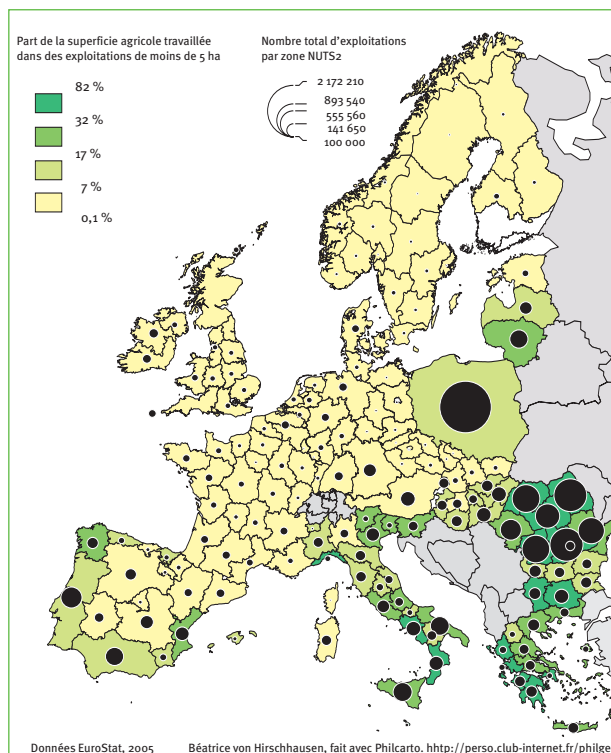 Part de la superficie agricole travaillée
dans des exploitations de moins de 5 ha
82 %
32 %
17 %
7 %
0,1 %
Nombre total d'exploitations
par zone NUTS2
2 172 210
893 540
555 560
141 650
100 000
Données EuroStat, 2005
Béatrice von Hirschhausen, fait avec Philcarto. hhtp://perso.club-internet.fr/philge